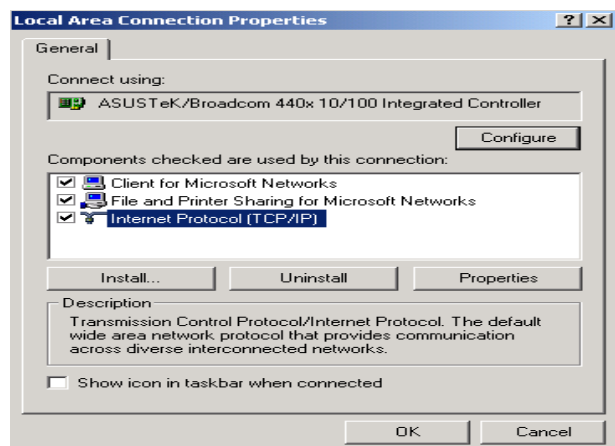 Local Area Connection Properties
General
Connect using:
ASUSTeK/Broadcom 440x 10/100 Integrated Controller
Configure
Components checked are used by this connection:
Client for Microsoft Networks
File and Printer Sharing for Microsoft Networks
Internet Protocol (TCP/IP)
Install...
Uninstall
Properties
Description
Transmission Control Protocol/Internet Protocol. The default
wide area network protocol that provides communication
across diverse interconnected networks.
Show icon in taskbar when connected
OK
Cancel